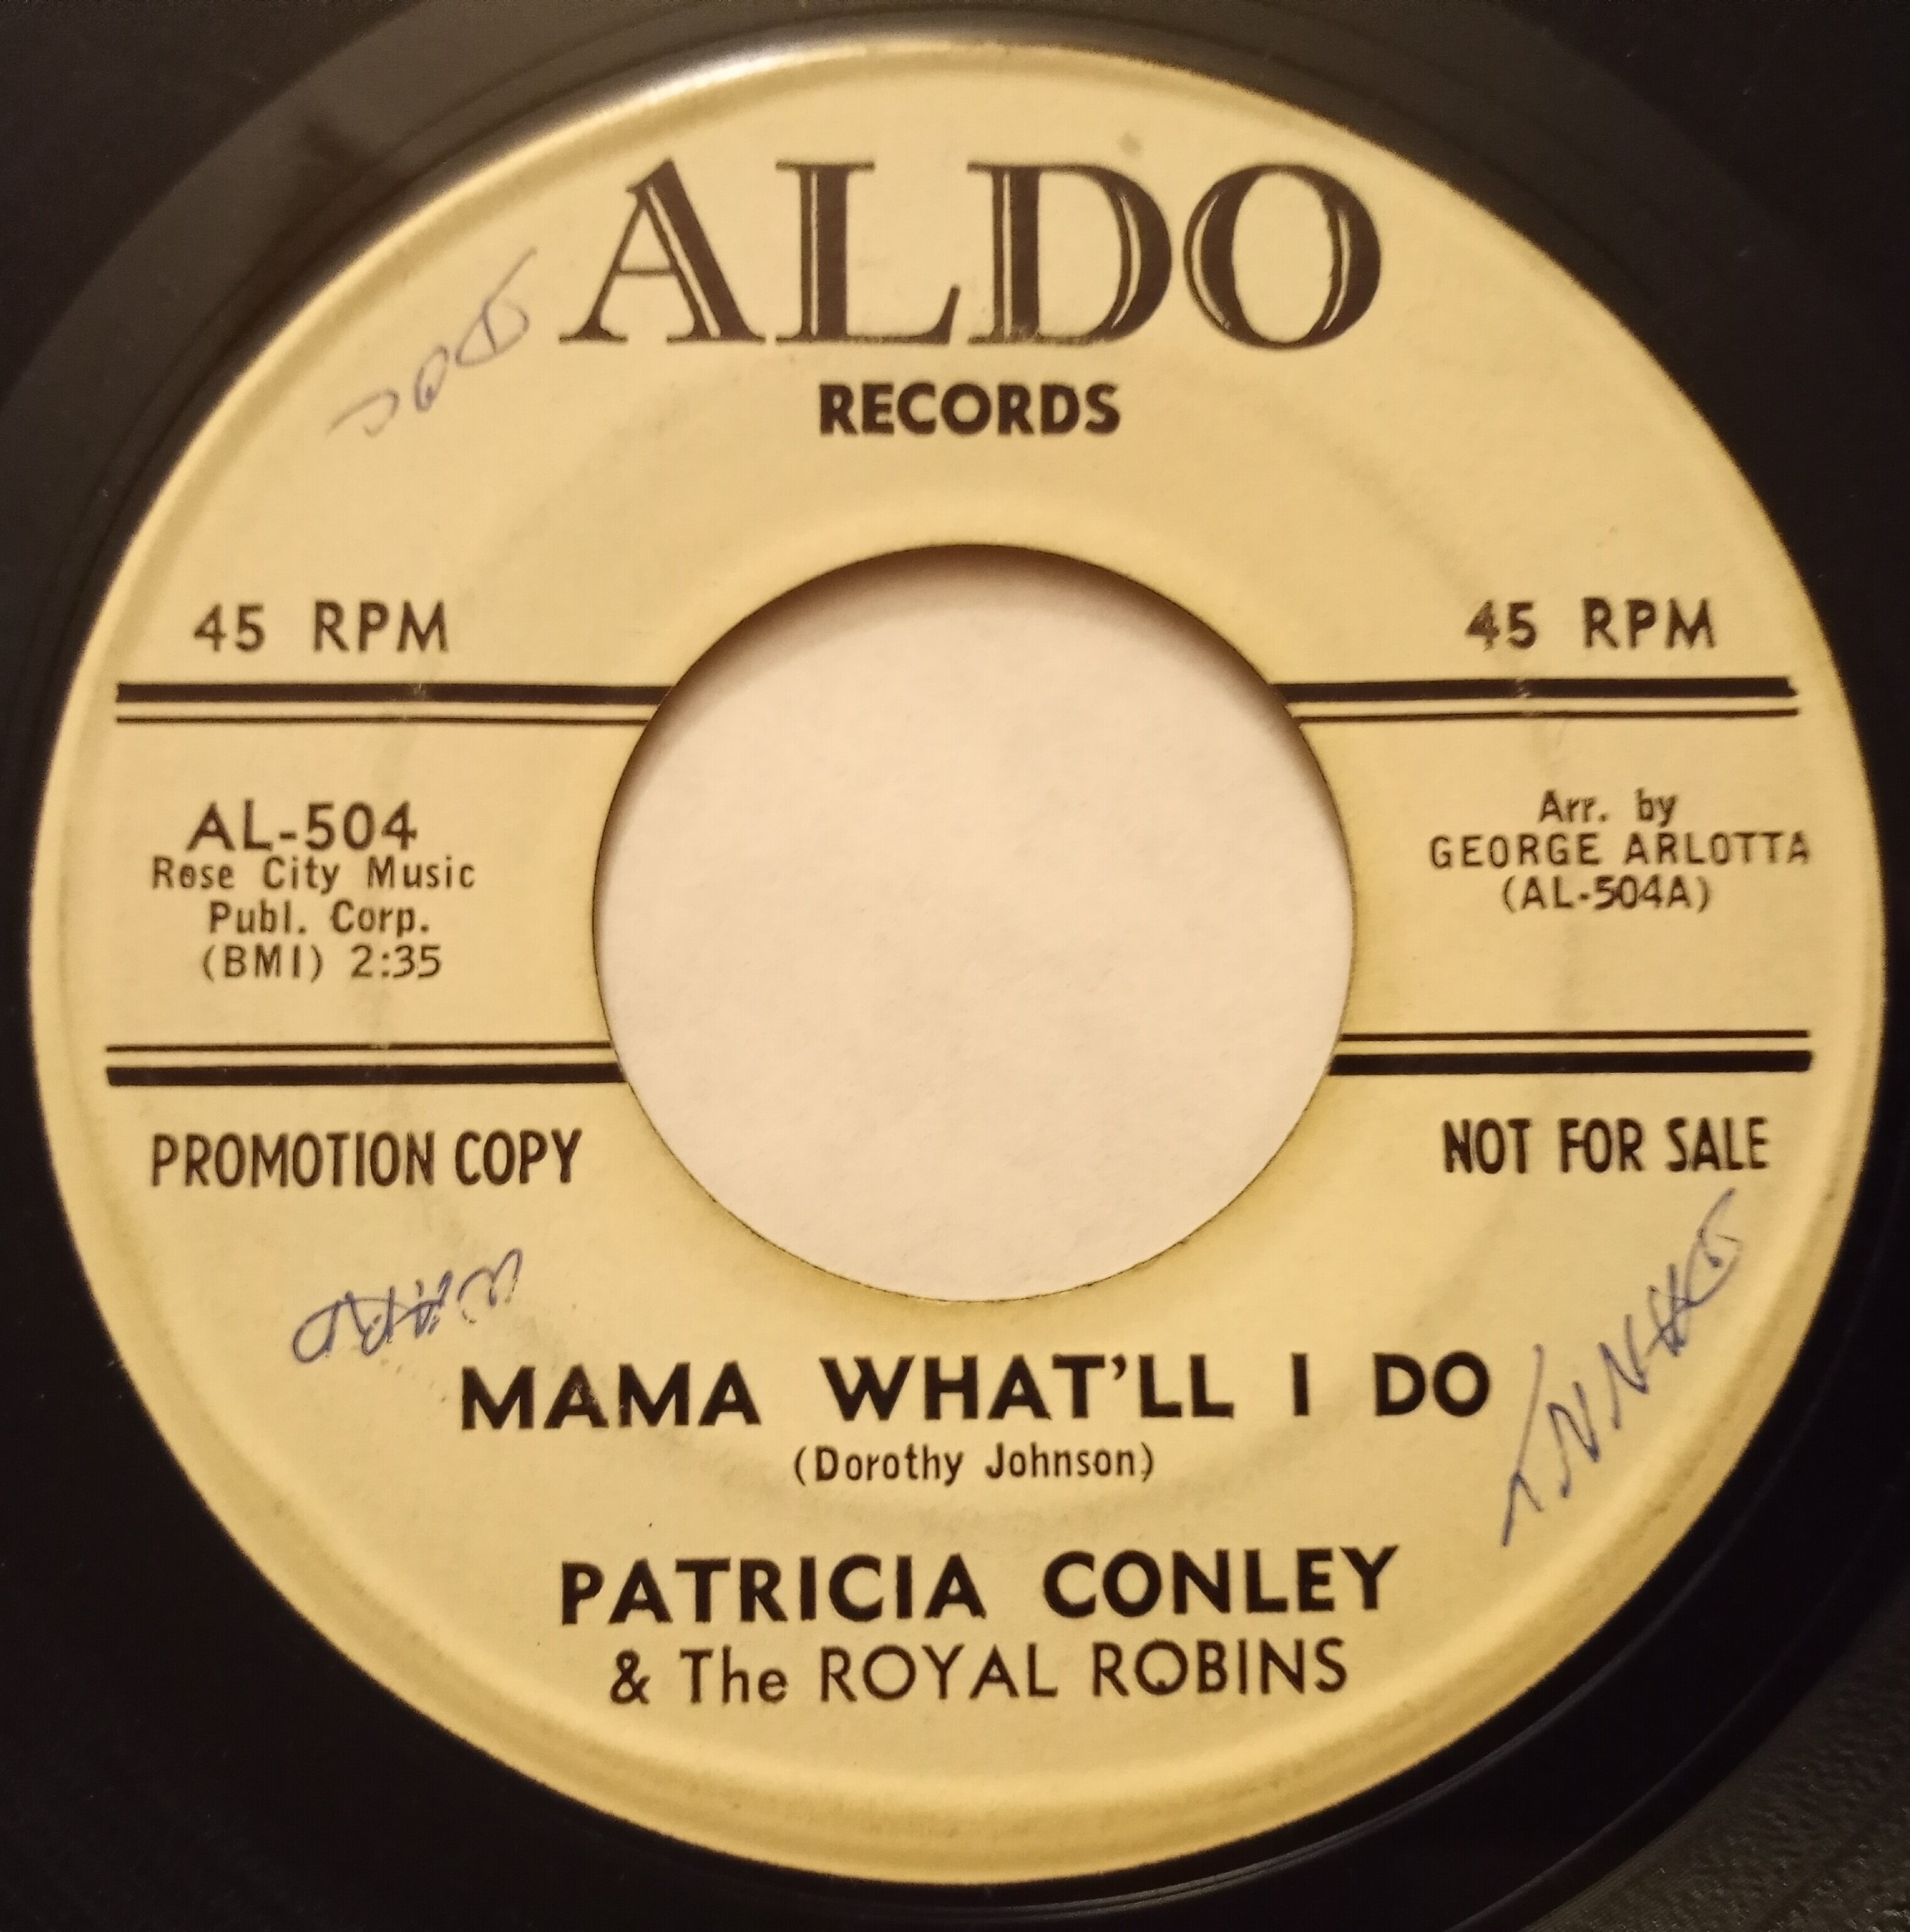 ALDO
RECORDS
45 RPM
45 RPM
AL-504
Rose City Music
Publ. Corp.
(BMI) 2:35
Arr. by
GEORGE ARLOTTA
(AL-504A)
PROMOTION COPY
NOT FOR SALE
MAMA WHAT'LL I DO
(Dorothy Johnson)
PATRICIA CONLEY
& The ROYAL ROBINS